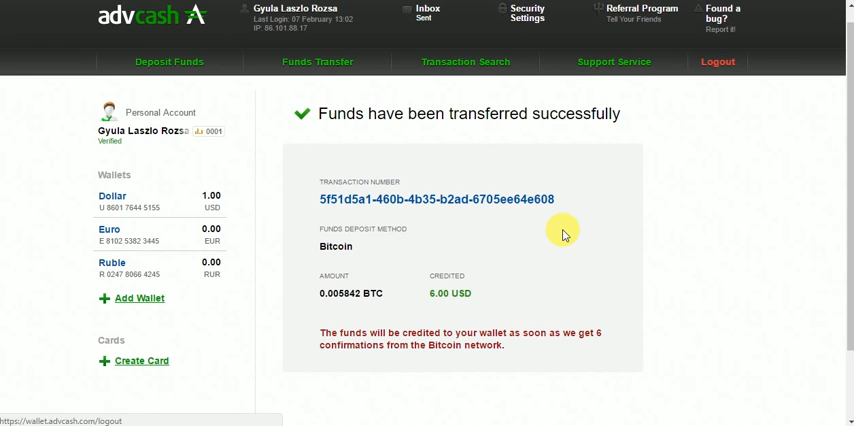 advcash
Gyula Laszlo Rozsa
Last Login: 07 February 13:02
IP: 86.101.88.17
Inbox
Sent
Security
Settings
Referral Program
Tell Your Friends
Found a
bug?
Report it!
Deposit Funds
Funds Transfer
Transaction Search
Support Service
Logout
Personal Account
Gyula Laszlo Rozsa 0001
Verified
Wallets
Dollar 1.00
U 8601 7644 5155 USD
Euro 0.00
E 8102 5382 3445 EUR
Ruble 0.00
R 0247 8066 4245 RUR
Add Wallet
Cards
Create Card
Funds have been transferred successfully
TRANSACTION NUMBER
5f51d5a1-460b-4b35-b2ad-6705ee64e608
FUNDS DEPOSIT METHOD
Bitcoin
AMOUNT CREDITED
0.005842 BTC 6.00 USD
The funds will be credited to your wallet as soon as we get 6
confirmations from the Bitcoin network.
https://wallet.advcash.com/logout